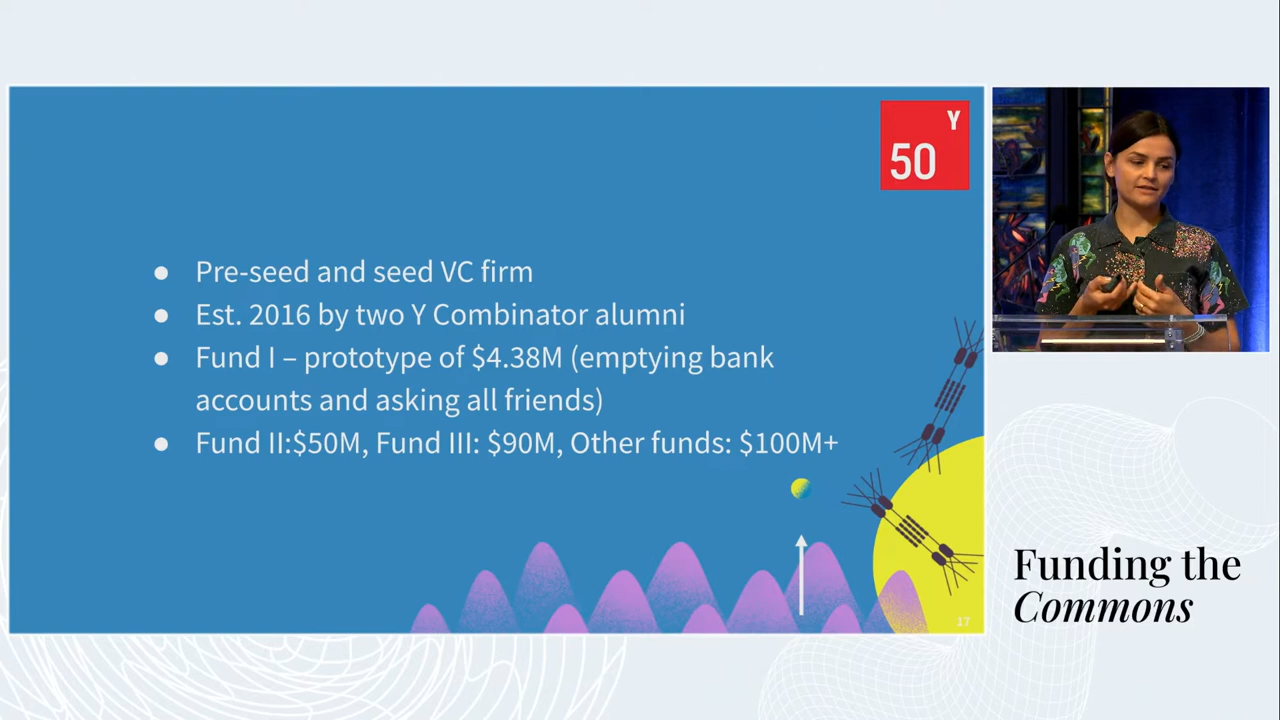 Y
50
● Pre-seed and seed VC firm
● Est. 2016 by two Y Combinator alumni
● Fund I – prototype of $4.38M (emptying bank
accounts and asking all friends)
● Fund II:$50M, Fund III: $90M, Other funds: $100M+
17
Funding the
Commons